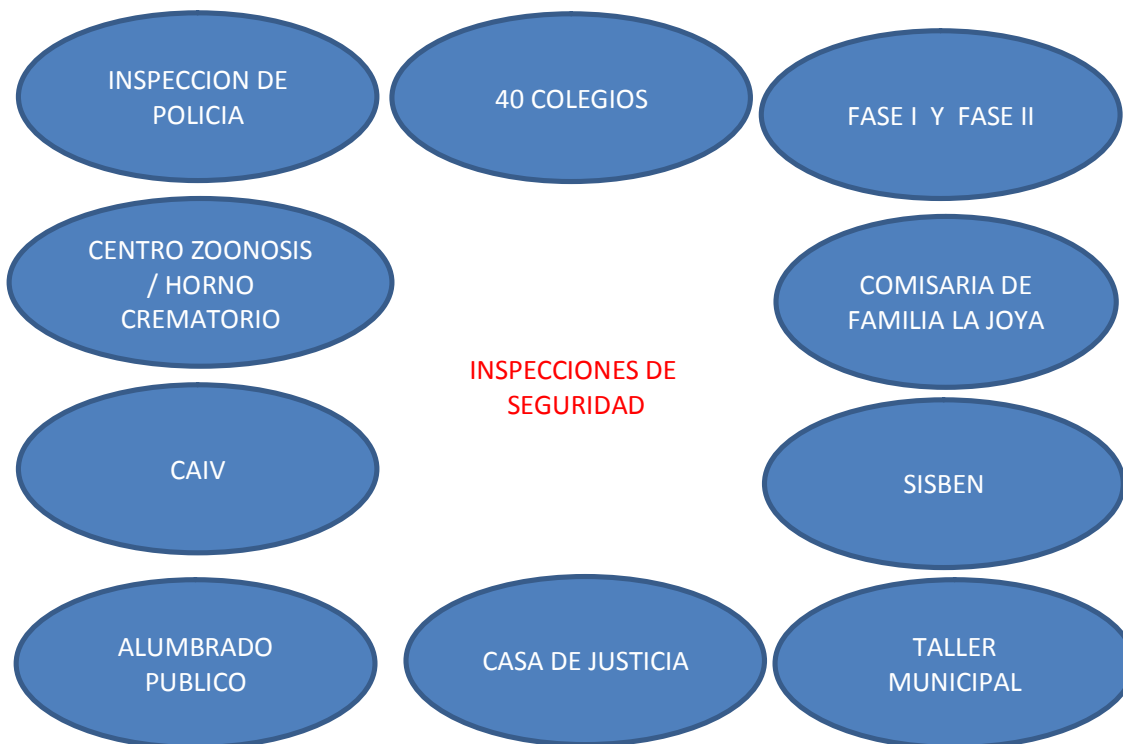 INSPECCION DE
POLICIA
40 COLEGIOS
FASE I Y FASE II
CENTRO ZOONOSIS
/ HORNO
CREMATORIO
COMISARIA DE
FAMILIA LA JOYA
INSPECCIONES DE
SEGURIDAD
CAIV
SISBEN
ALUMBRADO
PUBLICO
CASA DE JUSTICIA
TALLER
MUNICIPAL